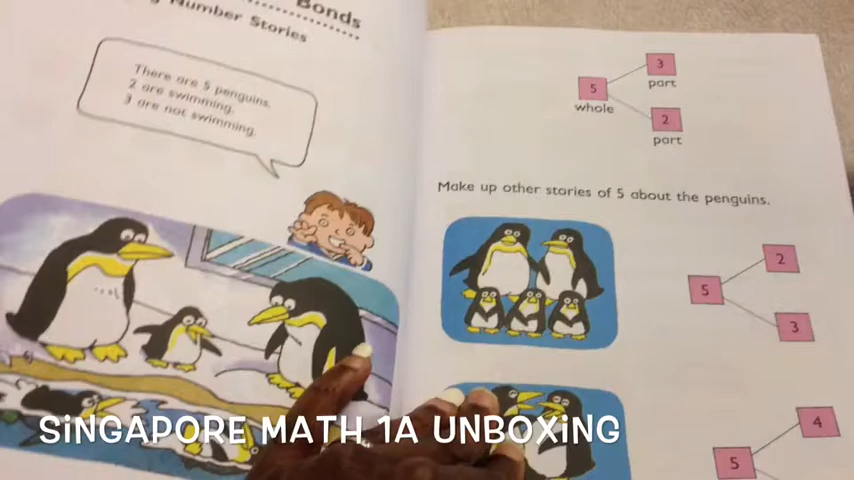 Bonds
Number Stories
There are 5 penguins.
2 are swimming.
3 are not swimming.
3
part
5
whole
2
part
Make up other stories of 5 about the penguins.
2
5
3
4
5
SiNGAPORE MATH 1A UNBOXiNG